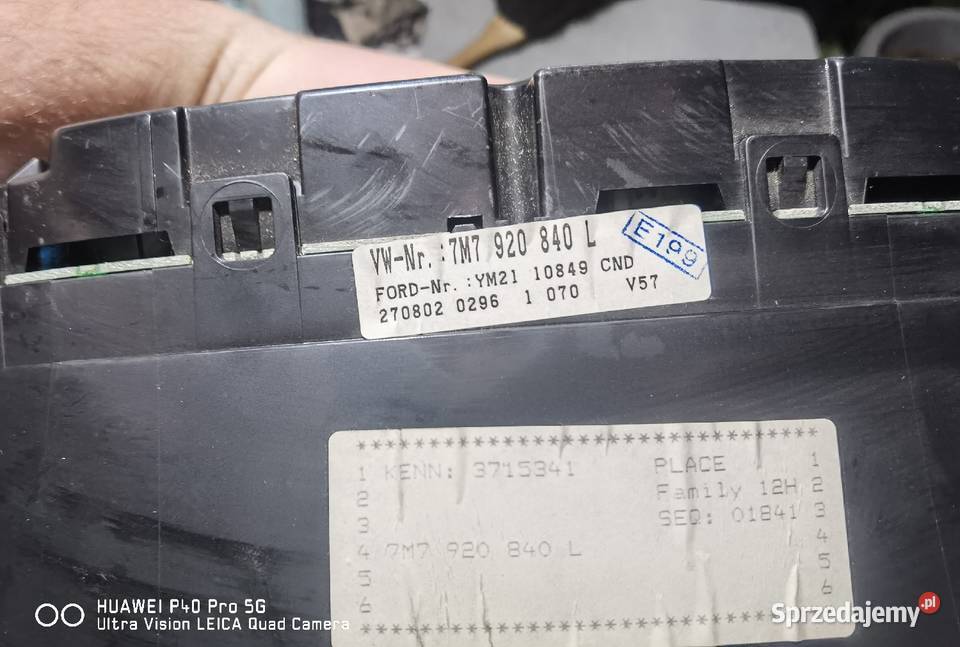 VW-Nr.:7M7 920 840 L
E199
FORD-Nr.:YM21 10849 CND
270802 0296 1 070 V57
********************************
1 KENN: 3715341 PLACE 1
2 Family 12H 2
3 SEQ: 01841 3
4 7M7 920 840 L 4
5 5
6 6
********************************
HUAWEI P40 Pro 5G
Ultra Vision LEICA Quad Camera
Sprzedajemy.pl